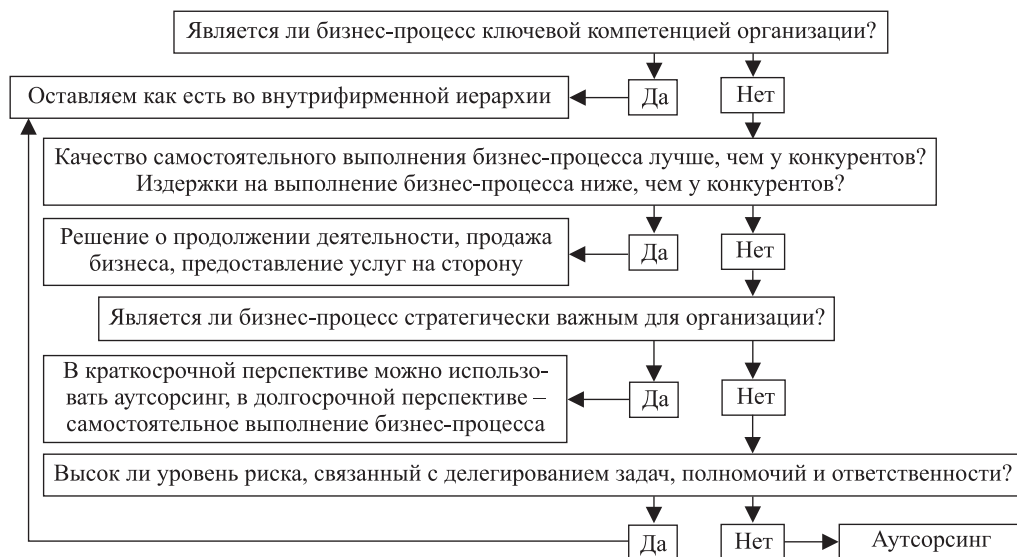 Является ли бизнес-процесс ключевой компетенцией организации?
Да
Нет
Оставляем как есть во внутрифирменной иерархии
Качество самостоятельного выполнения бизнес-процесса лучше, чем у конкурентов?
Издержки на выполнение бизнес-процесса ниже, чем у конкурентов?
Решение о продолжении деятельности, продажа
бизнеса, предоставление услуг на сторону
Да
Нет
Является ли бизнес-процесс стратегически важным для организации?
В краткосрочной перспективе можно использо-
вать аутсорсинг, в долгосрочной перспективе –
самостоятельное выполнение бизнес-процесса
Да
Нет
Высок ли уровень риска, связанный с делегированием задач, полномочий и ответственности?
Да
Нет
Аутсорсинг